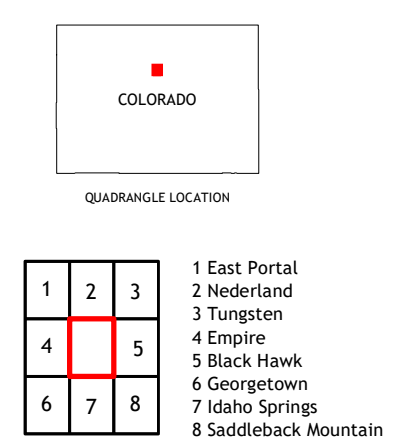 COLORADO
QUADRANGLE LOCATION
1 2 3
4 5
6 7 8
1 East Portal
2 Nederland
3 Tungsten
4 Empire
5 Black Hawk
6 Georgetown
7 Idaho Springs
8 Saddleback Mountain